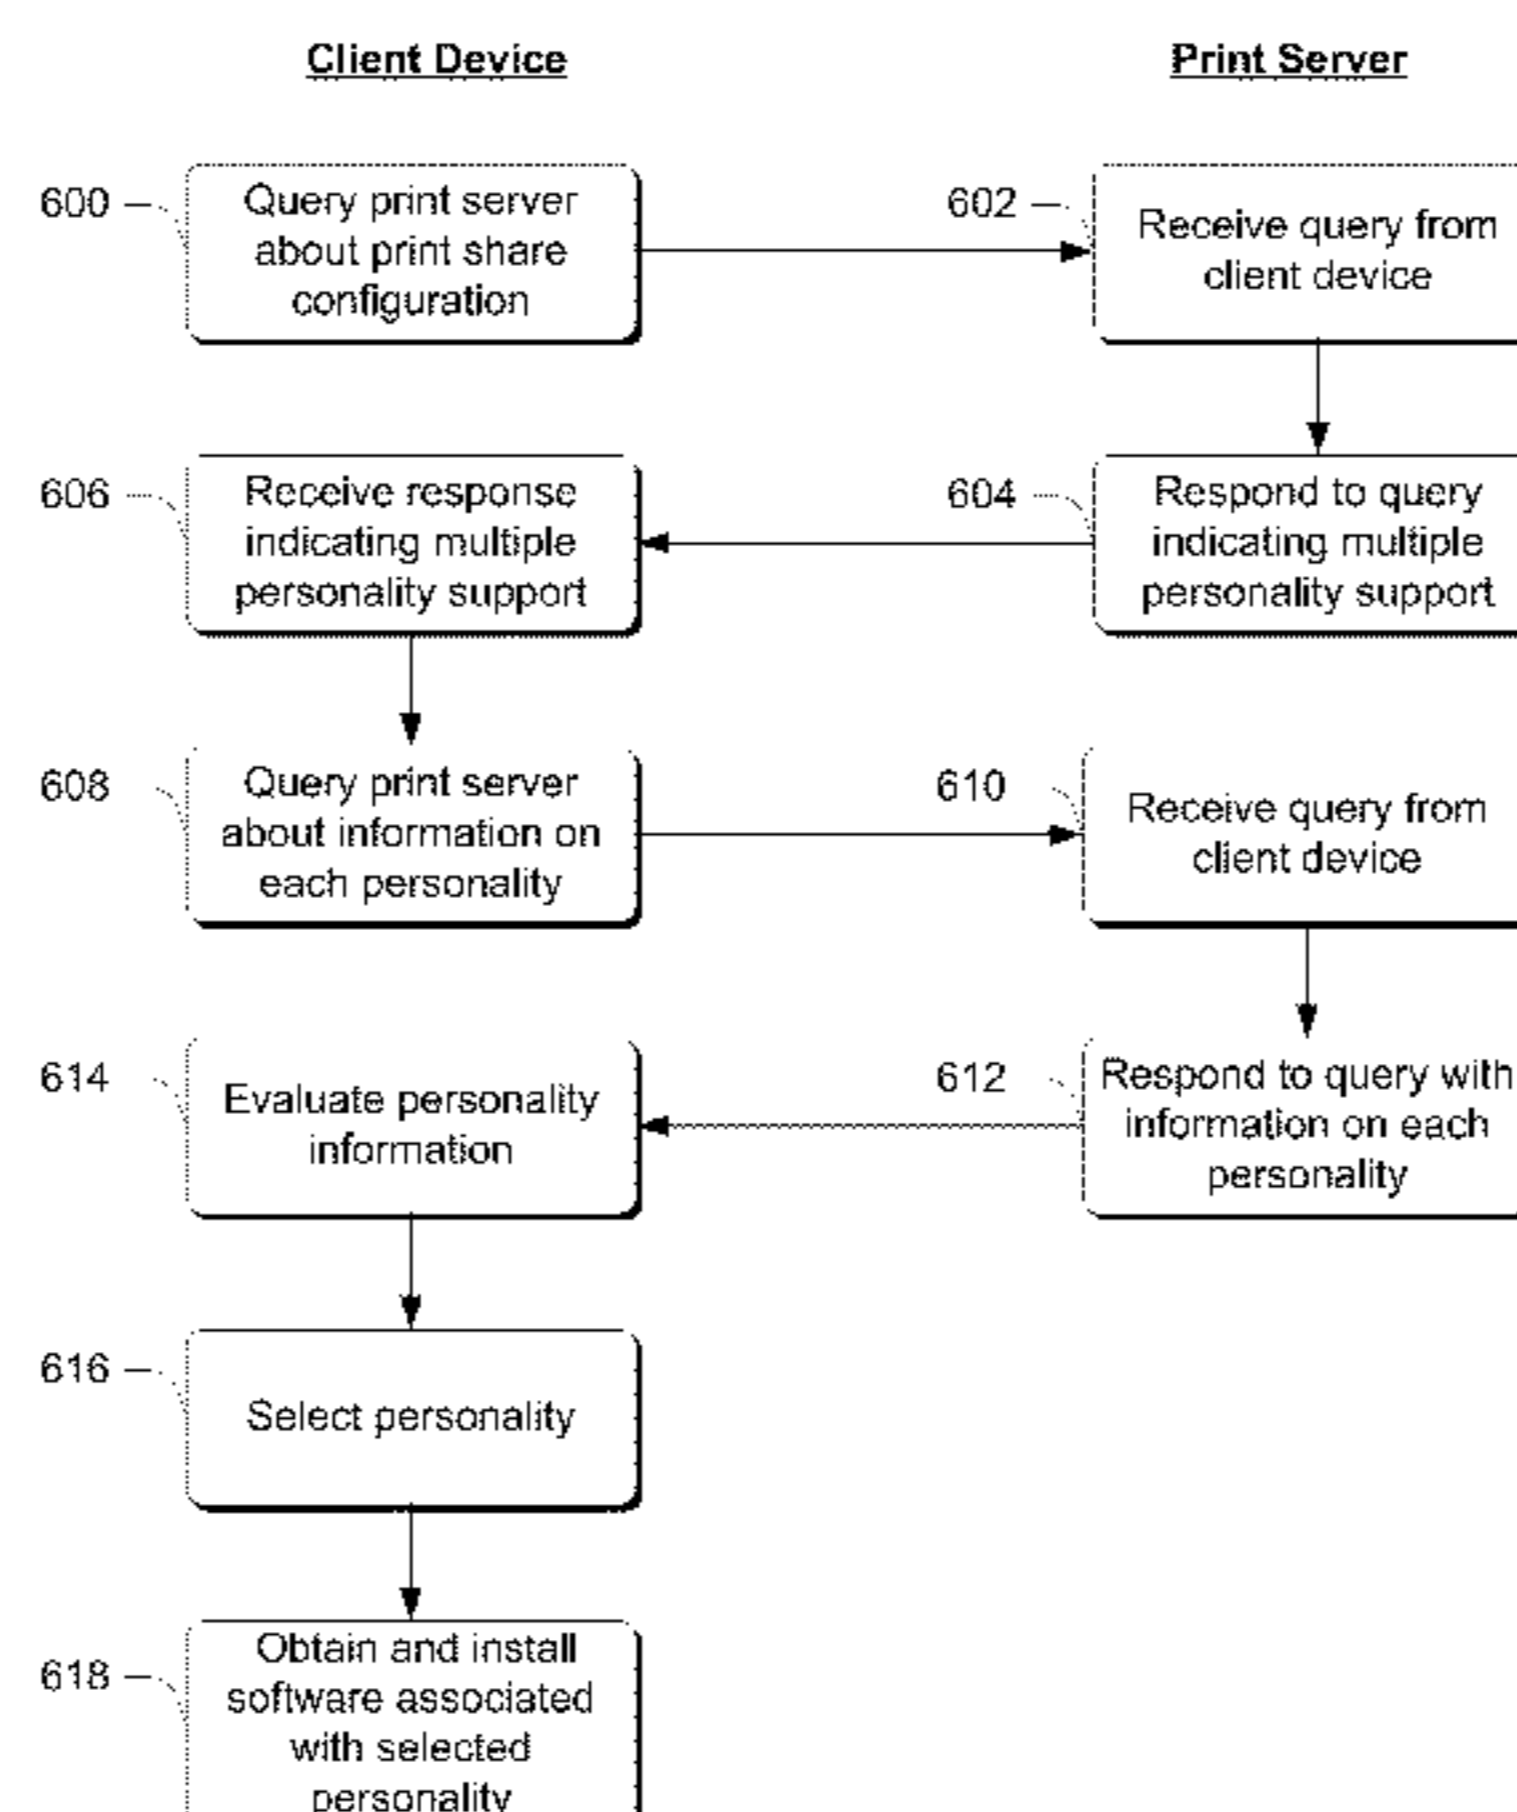 Client Device
Print Server
600
Query print server
about print share
configuration
602
Receive query from
client device
606
Receive response
indicating multiple
personality support
604
Respond to query
indicating multiple
personality support
608
Query print server
about information on
each personality
610
Receive query from
client device
614
Evaluate personality
information
612
Respond to query with
information on each
personality
616
Select personality
618
Obtain and install
software associated
with selected
personality